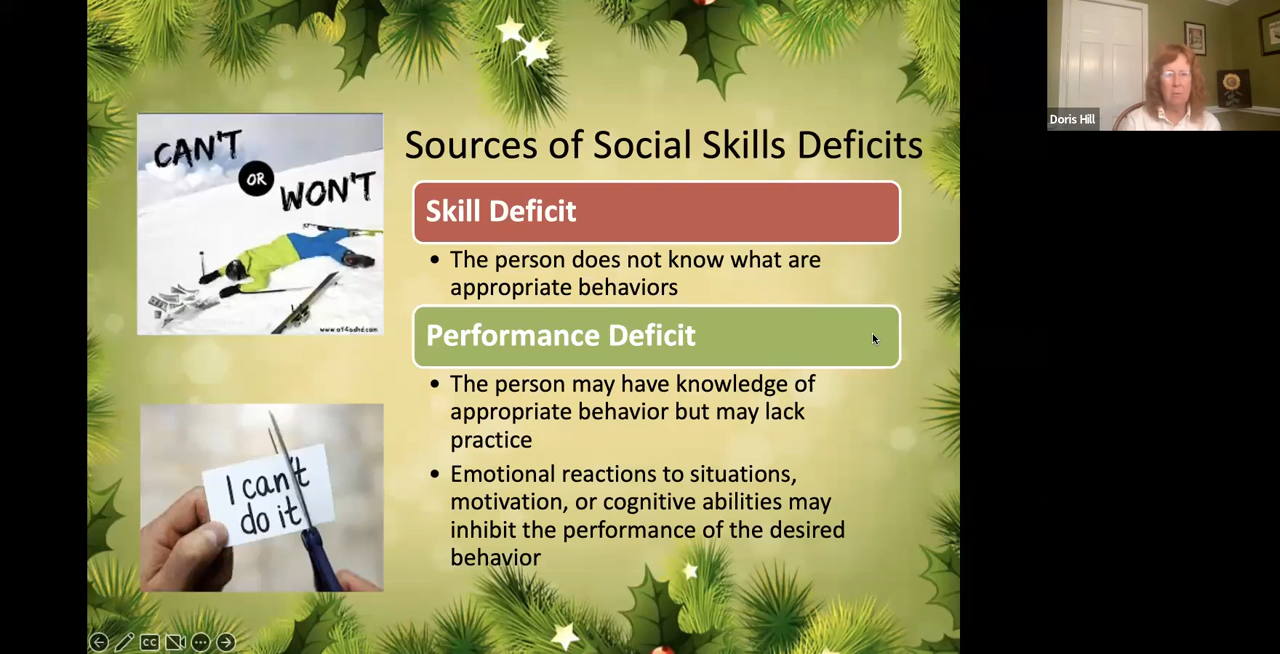 Sources of Social Skills Deficits
CAN'T
OR
WON'T
www.at4adhd.com
Skill Deficit
• The person does not know what are
appropriate behaviors
Performance Deficit
• The person may have knowledge of
appropriate behavior but may lack
practice
• Emotional reactions to situations,
motivation, or cognitive abilities may
inhibit the performance of the desired
behavior
I can't
do it
Doris Hill
CC